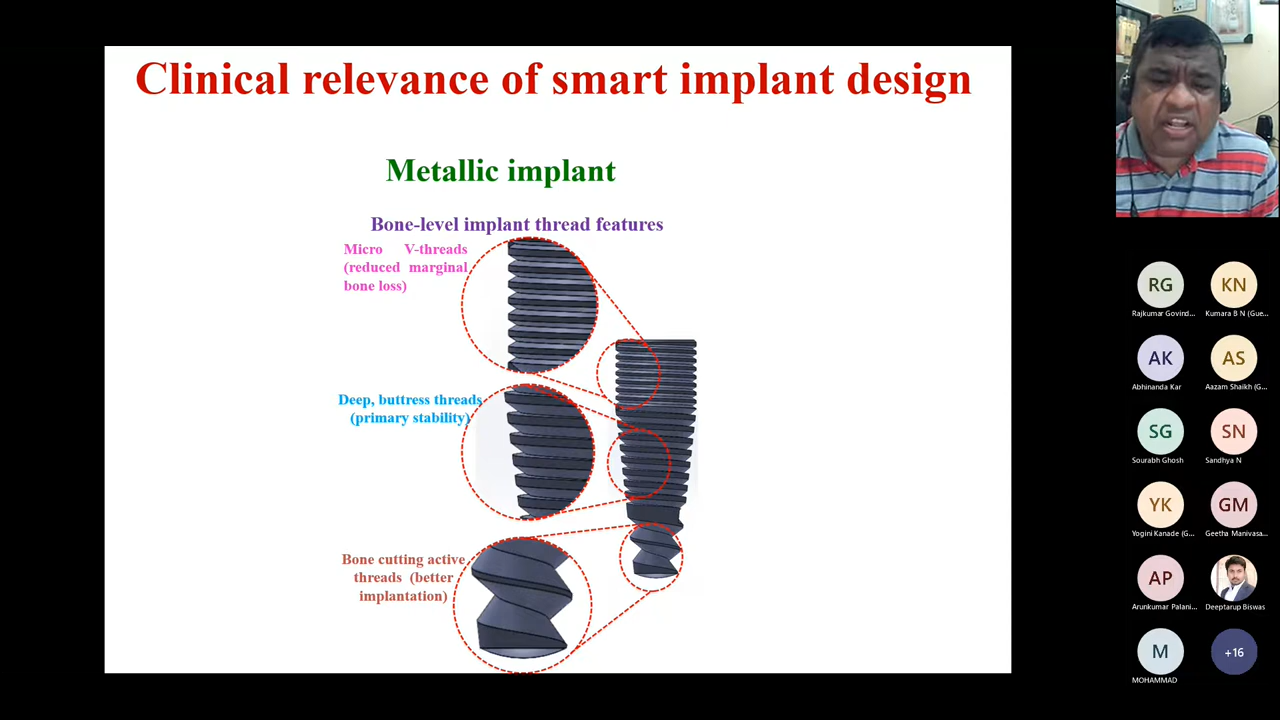 Clinical relevance of smart implant design
Metallic implant
Bone-level implant thread features
Micro V-threads
(reduced marginal
bone loss)
Deep, buttress threads
(primary stability)
Bone cutting active
threads (better
implantation)
RG
KN
Rajkumar Govind...
Kumara B N (Gue...
AK
AS
Abhinanda Kar
Aazam Shaikh (G...
SG
SN
Sourabh Ghosh
Sandhya N
YK
GM
Yogini Kanade (G...
Geetha Manivasa...
AP
Arunkumar Palani...
Deeptarup Biswas
M
+16
MOHAMMAD